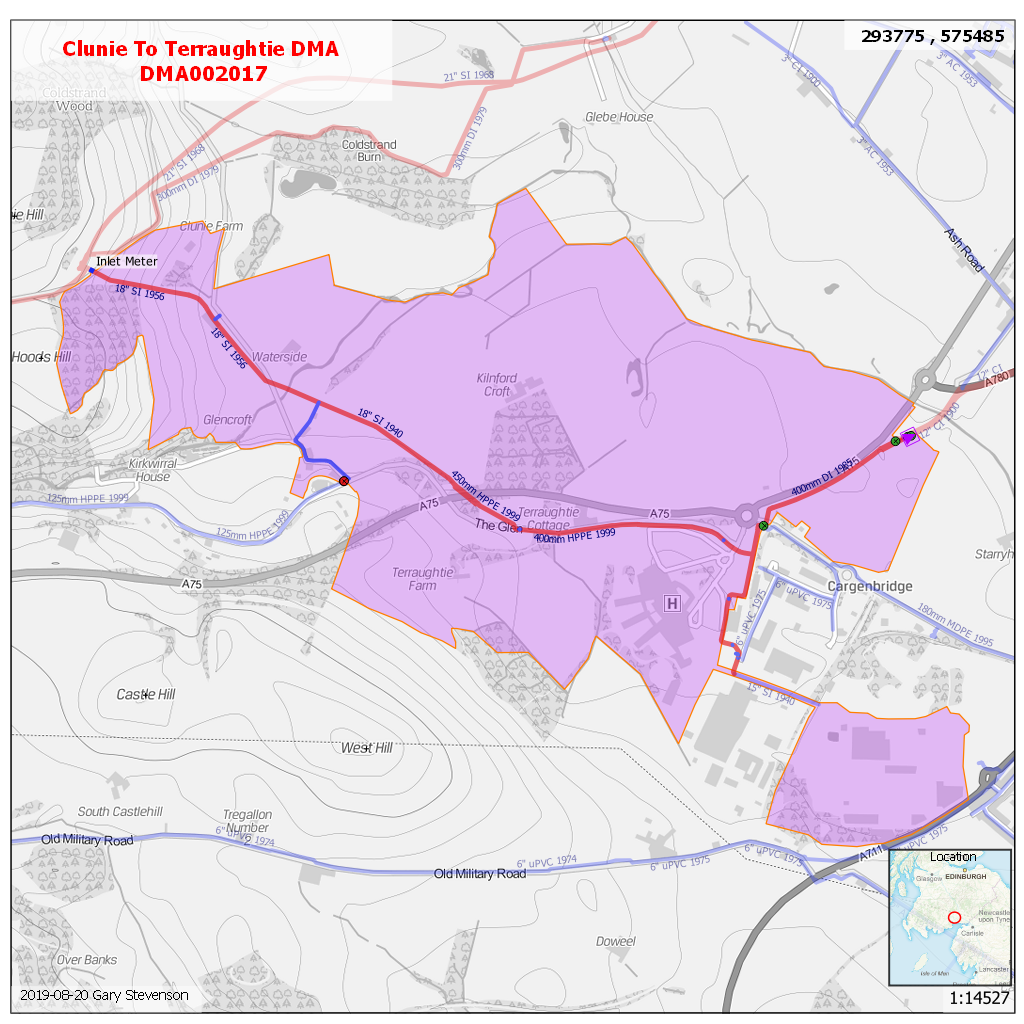 Clunie To Terraughtie DMA
DMA002017
293775 , 575485
21" SI 1968
3" CI 1900
3" AC 1953
Coldstrand
Wood
Glebe House
300mm DI 1979
3" AC 1953
Coldstrand
Burn
21" SI 1968
300mm DI 1979
Clunie Farm
Ash Road
Inlet Meter
18" SI 1956
18" SI 1956
Hoods Hill
Waterside
Kilnford
Croft
12" CI
A780
Glencroft
18" SI 1940
12" CI 1900
Kirkwirral
House
400mm DI 1985
450mm HPPE 1999
125mm HPPE 1999
A75
Terraughtie
Cottage
A75
The Glen
125mm HPPE 1999
400mm HPPE 1999
Starryh
A75
Terraughtie
Farm
Cargenbridge
6" uPVC 1975
H
180mm MDPE 1995
6" uPVC 1975
Castle Hill
15" SI 1940
West Hill
South Castlehill
Tregallon
Number
2
Old Military Road
6" uPVC 1974
6" uPVC 1974
6" uPVC 1975
6" uPVC 1975
A711
uPVC 1975
Old Military Road
Location
Glasgow
EDINBURGH
Newcastle
upon Tyne
Carlisle
Isle of Man
Lancaster
Doweel
Over Banks
2019-08-20 Gary Stevenson
1:14527